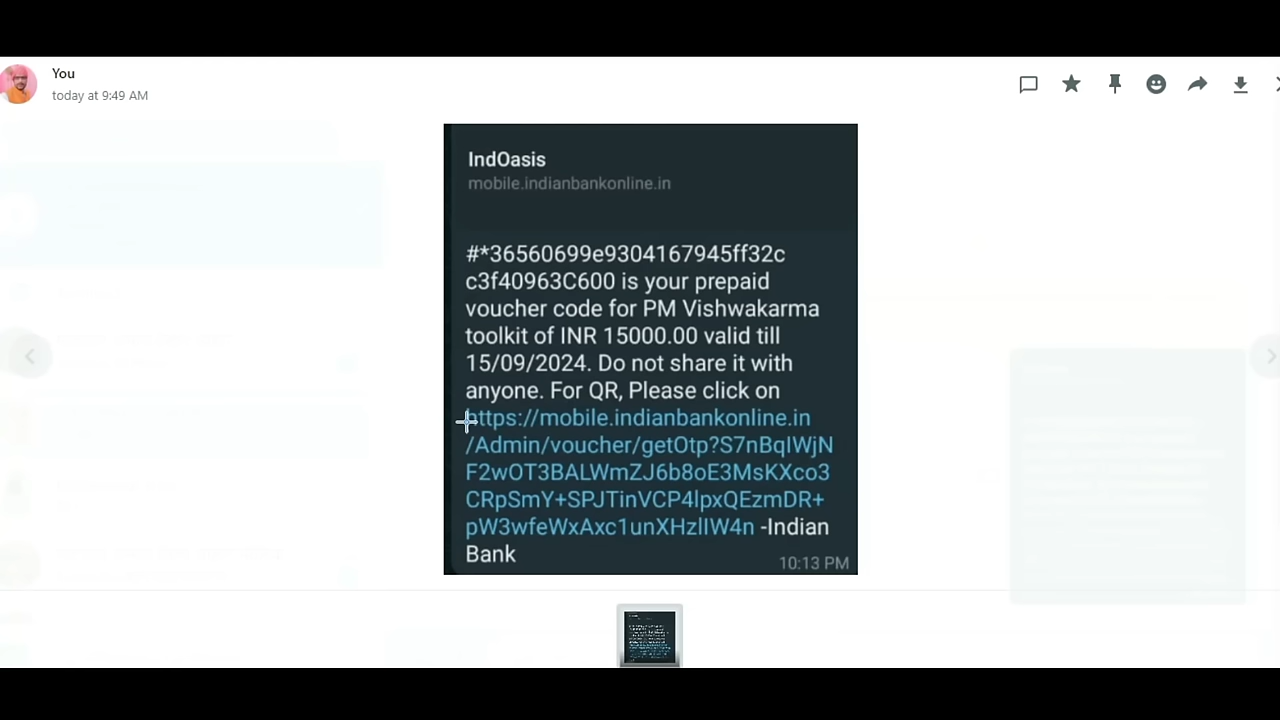 You
today at 9:49 AM
IndOasis
mobile.indianbankonline.in
#*36560699e9304167945ff32c
c3f40963C600 is your prepaid
voucher code for PM Vishwakarma
toolkit of INR 15000.00 valid till
15/09/2024. Do not share it with
anyone. For QR, Please click on
https://mobile.indianbankonline.in
/Admin/voucher/getOtp?S7nBqIWjN
F2wOT3BALWmZJ6b8oE3MsKXco3
CRpSmY+SPJTinVCP4lpxQEzmDR+
pW3wfeWxAxc1unXHzlIW4n -Indian
Bank
10:13 PM